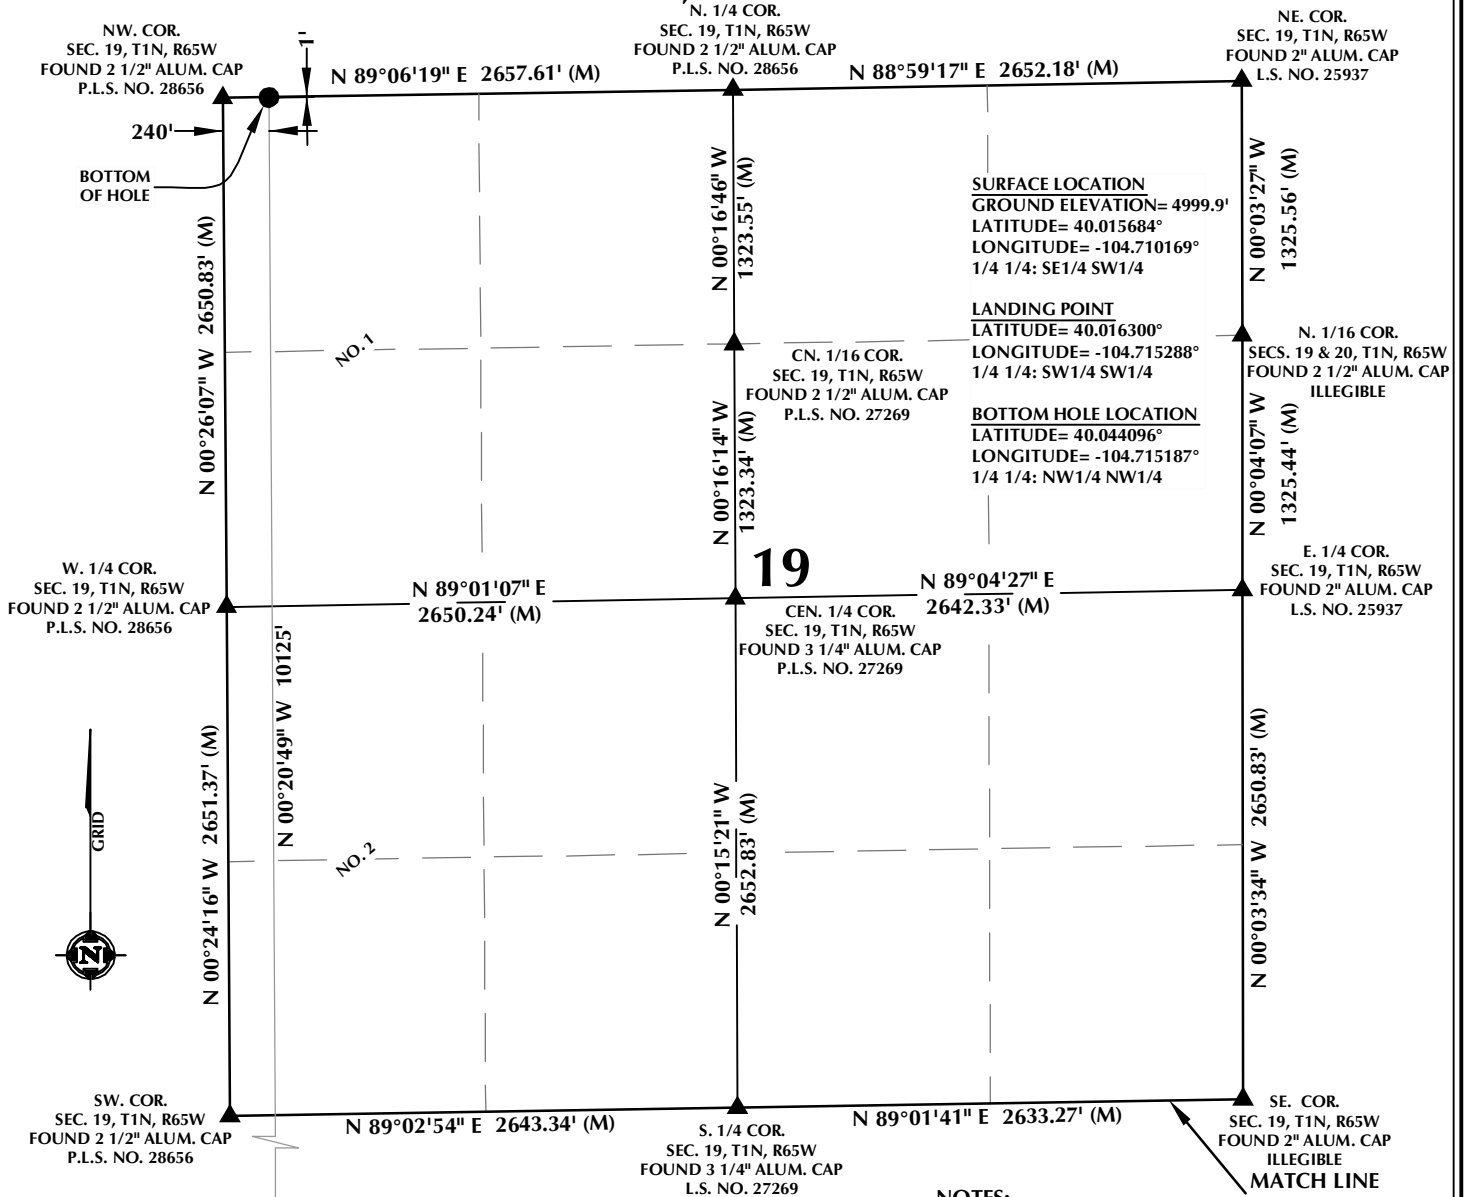 NW. COR.
SEC. 19, T1N, R65W
FOUND 2 1/2" ALUM. CAP
P.L.S. NO. 28656
1'
N. 1/4 COR.
SEC. 19, T1N, R65W
FOUND 2 1/2" ALUM. CAP
P.L.S. NO. 28656
NE. COR.
SEC. 19, T1N, R65W
FOUND 2" ALUM. CAP
L.S. NO. 25937
N 89°06'19" E 2657.61' (M)
N 88°59'17" E 2652.18' (M)
240'
BOTTOM
OF HOLE
N 00°26'07" W 2650.83' (M)
N 00°16'46" W
1323.55' (M)
SURFACE LOCATION
GROUND ELEVATION= 4999.9'
LATITUDE= 40.015684°
LONGITUDE= -104.710169°
1/4 1/4: SE1/4 SW1/4
LANDING POINT
LATITUDE= 40.016300°
LONGITUDE= -104.715288°
1/4 1/4: SW1/4 SW1/4
BOTTOM HOLE LOCATION
LATITUDE= 40.044096°
LONGITUDE= -104.715187°
1/4 1/4: NW1/4 NW1/4
N 00°03'27" W
1325.56' (M)
NO. 1
CN. 1/16 COR.
SEC. 19, T1N, R65W
FOUND 2 1/2" ALUM. CAP
P.L.S. NO. 27269
N. 1/16 COR.
SECS. 19 & 20, T1N, R65W
FOUND 2 1/2" ALUM. CAP
ILLEGIBLE
N 00°16'14" W
1323.34' (M)
N 00°04'07" W
1325.44' (M)
W. 1/4 COR.
SEC. 19, T1N, R65W
FOUND 2 1/2" ALUM. CAP
P.L.S. NO. 28656
N 89°01'07" E
2650.24' (M)
19
CEN. 1/4 COR.
SEC. 19, T1N, R65W
FOUND 3 1/4" ALUM. CAP
P.L.S. NO. 27269
N 89°04'27" E
2642.33' (M)
E. 1/4 COR.
SEC. 19, T1N, R65W
FOUND 2" ALUM. CAP
L.S. NO. 25937
N 00°20'49" W 10125'
GRID
N
N 00°24'16" W 2651.37' (M)
NO. 2
N 00°15'21" W
2652.83' (M)
N 00°03'34" W 2650.83' (M)
SW. COR.
SEC. 19, T1N, R65W
FOUND 2 1/2" ALUM. CAP
P.L.S. NO. 28656
N 89°02'54" E 2643.34' (M)
S. 1/4 COR.
SEC. 19, T1N, R65W
FOUND 3 1/4" ALUM. CAP
L.S. NO. 27269
N 89°01'41" E 2633.27' (M)
SE. COR.
SEC. 19, T1N, R65W
FOUND 2" ALUM. CAP
ILLEGIBLE
MATCH LINE
NOTES: